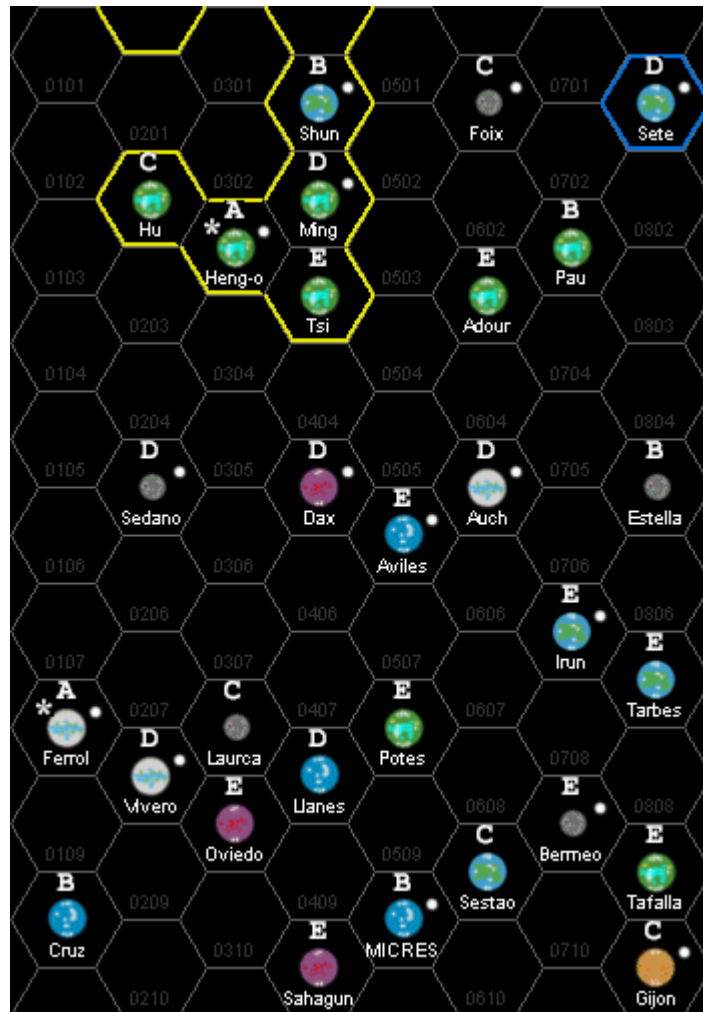 B C D
0101 0301 0501 0701
0201 Shun Foix Sete
C D
0102 0302 0502 0702
A B
Hu * Ming 0602 0802
E E
0103 Heng-o 0503 Pau
0203 Tsi Adour 0803
0104 0304 0504 0704
0204 0404 0604 0804
D D D B
0105 0305 0505 0705
E
Sedano Dax Auch Estella
0106 0306 Aviles 0706
E
0206 0406 0606 0806
E
0107 0307 0507 Irun
A C E
* 0207 0407 0607 Tarbes
D D
Ferrol Laurca Potes 0708
E E
Vivero Llanes 0608 0808
C E
0109 Oviedo 0509 Bermeo
B B
0209 0409 Sestao Tafalla
E C
Cruz 0310 MICRES 0710
0210 Sahagun 0610 Gijon